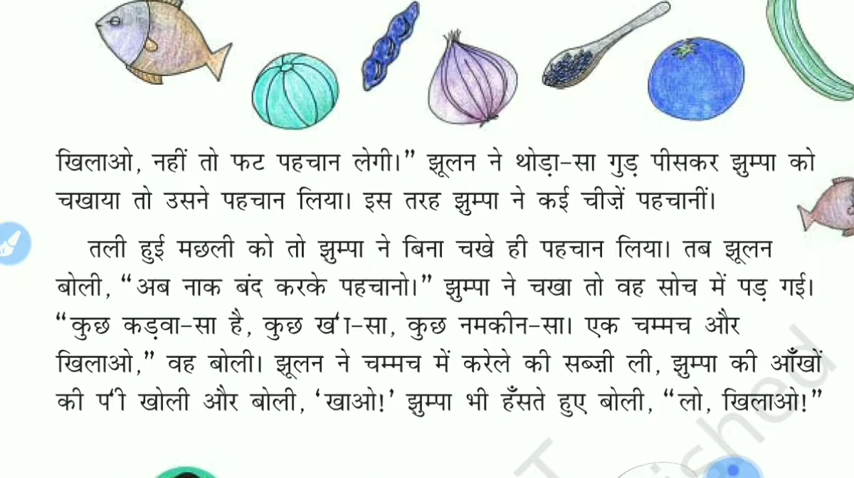 खिलाओ, नहीं तो फट पहचान लेगी।” झूलन ने थोड़ा-सा गुड़ पीसकर झुम्पा को
चखाया तो उसने पहचान लिया। इस तरह झुम्पा ने कई चीज़ें पहचानीं।
तली हुई मछली को तो झुम्पा ने बिना चखे ही पहचान लिया। तब झूलन
बोली, “अब नाक बंद करके पहचानो।” झुम्पा ने चखा तो वह सोच में पड़ गई।
“कुछ कड़वा-सा है, कुछ ख‘ा-सा, कुछ नमकीन-सा। एक चम्मच और
खिलाओ,” वह बोली। झूलन ने चम्मच में करेले की सब्ज़ी ली, झुम्पा की आँखों
की प‘ी खोली और बोली, ‘खाओ!’ झुम्पा भी हँसते हुए बोली, “लो, खिलाओ!”